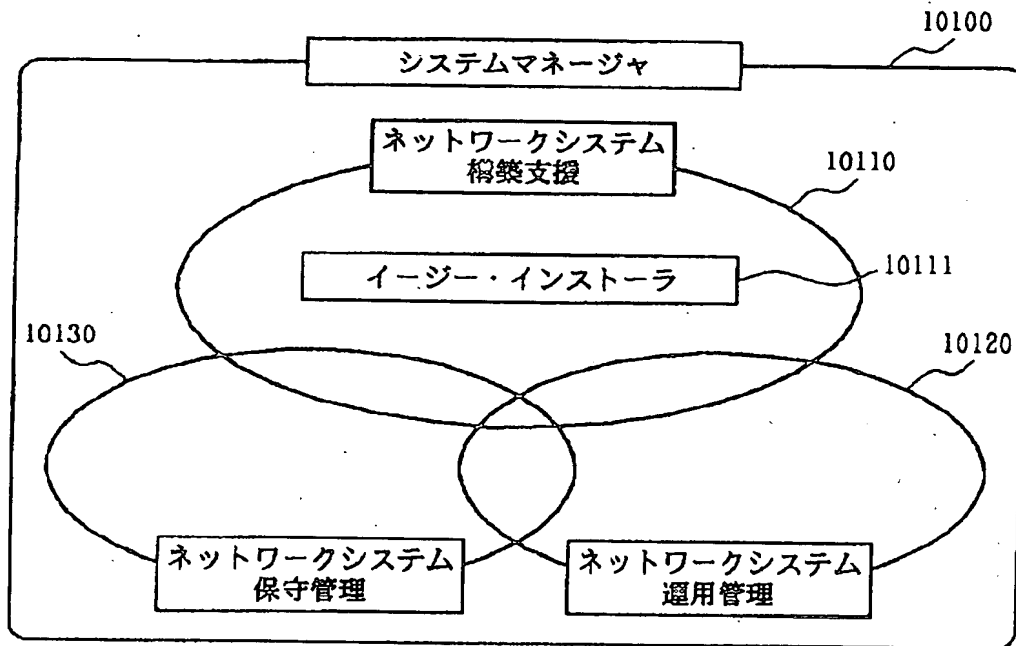 10100
システムマネージャ
ネットワークシステム
構築支援
10110
イージー・インストーラ
10111
10130
10120
ネットワークシステム
保守管理
ネットワークシステム
運用管理